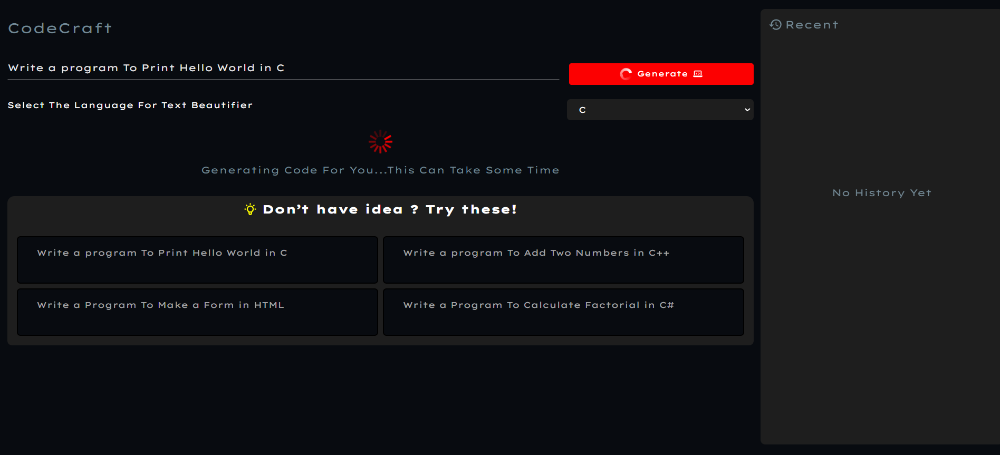 CodeCraft
Write a program To Print Hello World in C
Generate
Select The Language For Text Beautifier
C
Generating Code For You...This Can Take Some Time
Don’t have idea ? Try these!
Write a program To Print Hello World in C
Write a program To Add Two Numbers in C++
Write a Program To Make a Form in HTML
Write a Program To Calculate Factorial in C#
Recent
No History Yet